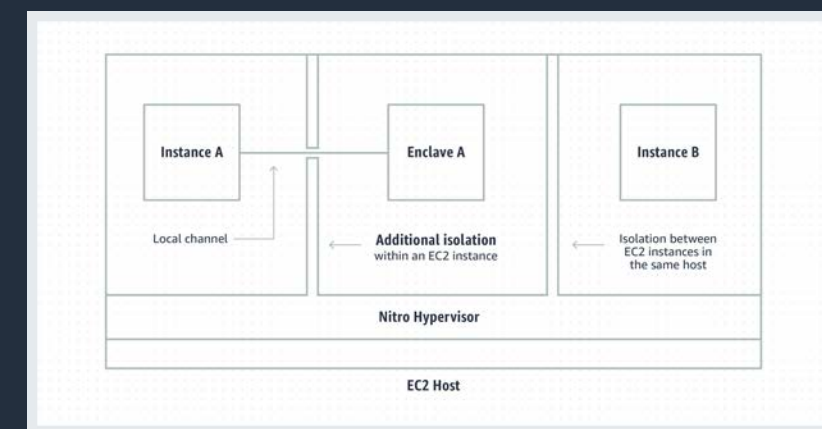 Instance A
Enclave A
Instance B
Local channel
Additional isolation
within an EC2 instance
Isolation between
EC2 instances in
the same host
Nitro Hypervisor
EC2 Host